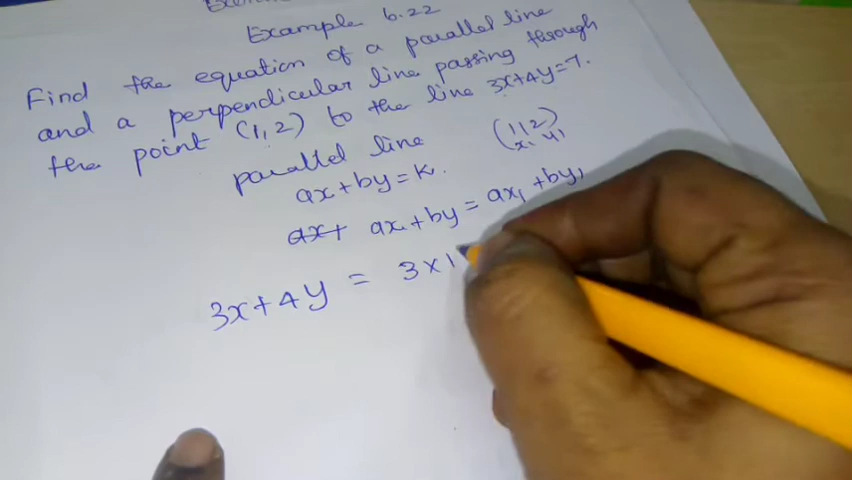 Example 6.22
Find the equation of a parallel line
and a perpendicular line passing through
the point (1,2) to the line 3x+4y=7.
parallel line (1,2)
x₁ y₁
ax+by=k.
ax+ ax+by=ax₁+by₁
3x+4y = 3×1